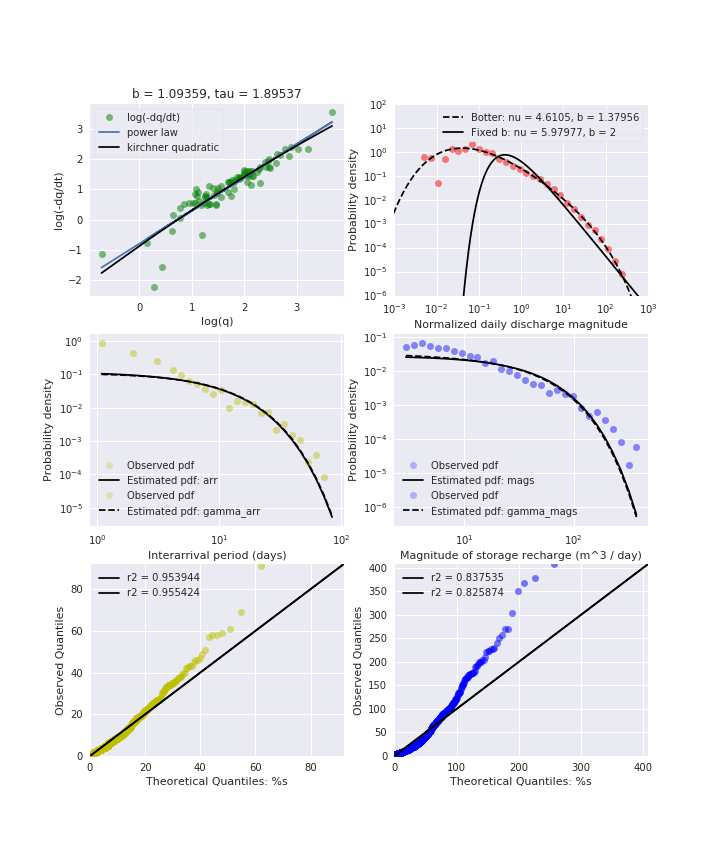 b = 1.09359, tau = 1.89537
log(-dq/dt)
power law
kirchner quadratic
log(-dq/dt)
3
2
1
0
−1
−2
0
1
2
3
log(q)
Botter: nu = 4.6105, b = 1.37956
Fixed b: nu = 5.97977, b = 2
Probability density
10^2
10^1
10^0
10^−1
10^−2
10^−3
10^−4
10^−5
10^−6
10^−3
10^−2
10^−1
10^0
10^1
10^2
10^3
Normalized daily discharge magnitude
Probability density
10^0
10^−1
10^−2
10^−3
10^−4
10^−5
Observed pdf
Estimated pdf: arr
Observed pdf
Estimated pdf: gamma_arr
10^0
10^1
10^2
Interarrival period (days)
Probability density
10^−1
10^−2
10^−3
10^−4
10^−5
10^−6
Observed pdf
Estimated pdf: mags
Observed pdf
Estimated pdf: gamma_mags
10^1
10^2
Magnitude of storage recharge (m^3 / day)
r2 = 0.953944
r2 = 0.955424
Observed Quantiles
80
60
40
20
0
0
20
40
60
80
Theoretical Quantiles: %s
r2 = 0.837535
r2 = 0.825874
Observed Quantiles
400
350
300
250
200
150
100
50
0
0
100
200
300
400
Theoretical Quantiles: %s